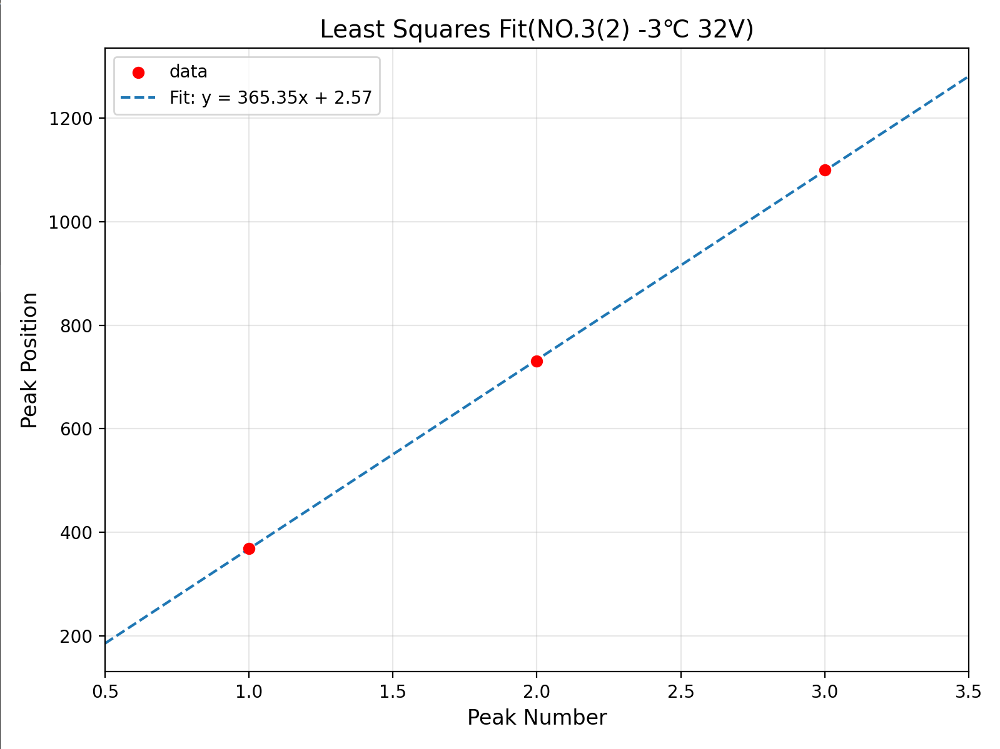 Least Squares Fit(NO.3(2) -3℃ 32V)
data
Fit: y = 365.35x + 2.57
1200
1000
800
600
400
200
Peak Position
0.5 1.0 1.5 2.0 2.5 3.0 3.5
Peak Number